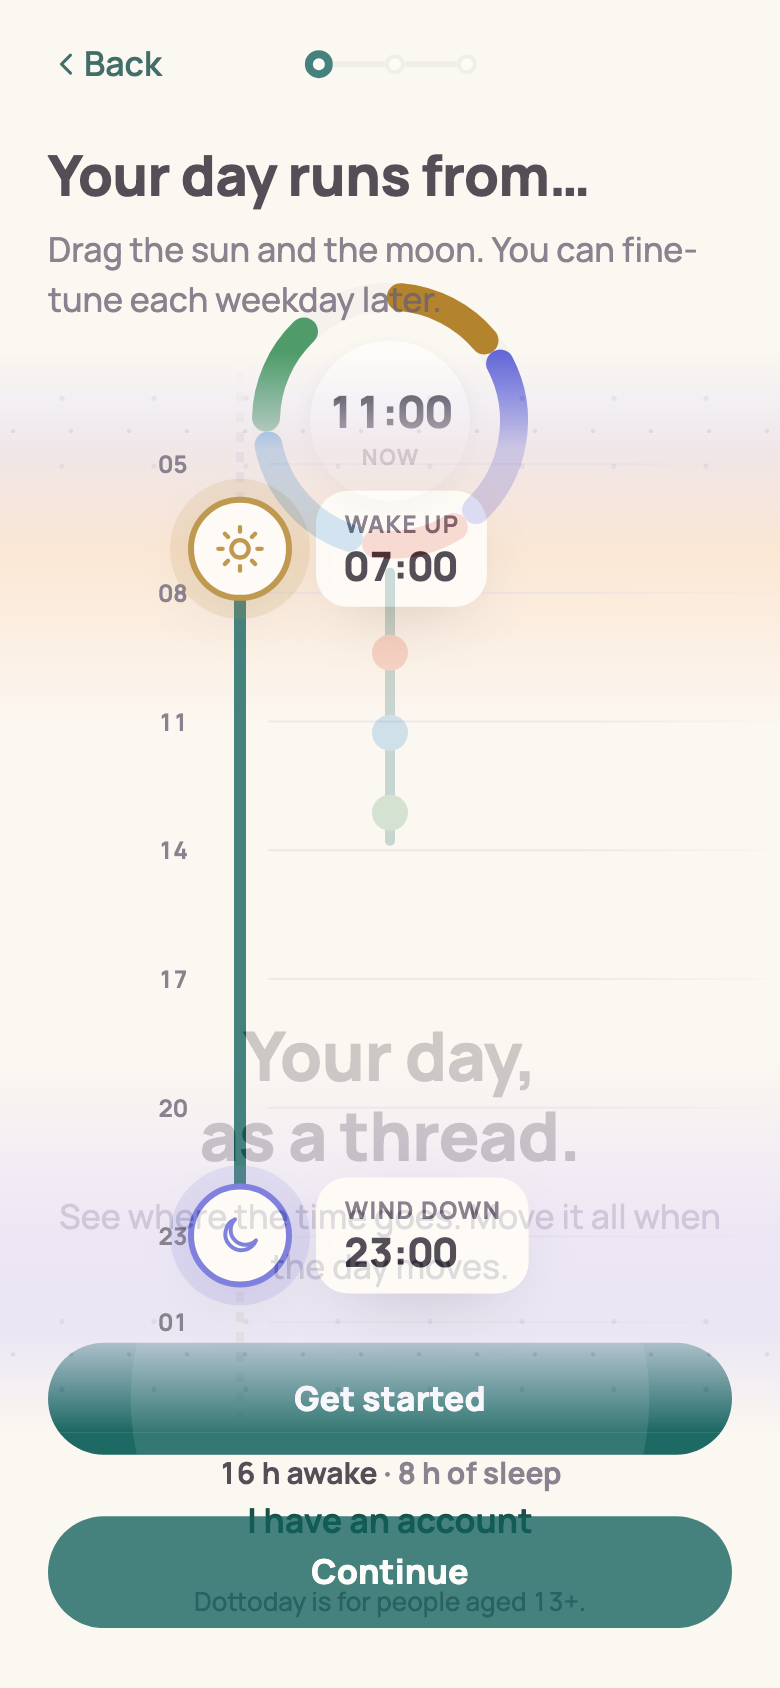 Back
Your day runs from...
Drag the sun and the moon. You can fine-
tune each weekday later.
11:00
NOW
05
WAKE UP
07:00
08
11
14
17
Your day,
20
as a thread.
WIND DOWN
See where the time goes. Move it all when
23
23:00
the day moves.
01
Get started
16 h awake · 8 h of sleep
I have an account
Continue
Dottoday is for people aged 13+.